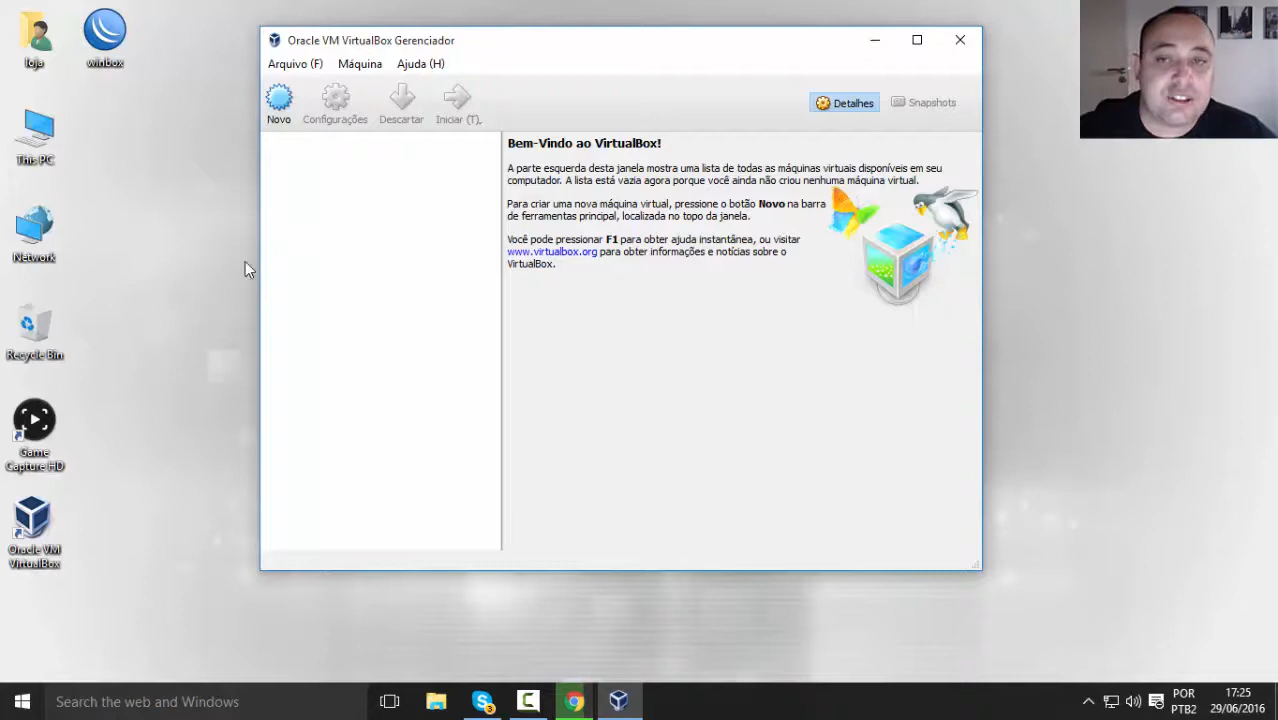 loja
winbox
This PC
Network
Recycle Bin
Game
Capture HD
Oracle VM
VirtualBox
Oracle VM VirtualBox Gerenciador
Arquivo (F) Máquina Ajuda (H)
Novo Configurações Descartar Iniciar (T)
Detalhes Snapshots
Bem-Vindo ao VirtualBox!
A parte esquerda desta janela mostra uma lista de todas as máquinas virtuais disponíveis em seu
computador. A lista está vazia agora porque você ainda não criou nenhuma máquina virtual.
Para criar uma nova máquina virtual, pressione o botão Novo na barra
de ferramentas principal, localizada no topo da janela.
Você pode pressionar F1 para obter ajuda instantânea, ou visitar
www.virtualbox.org para obter informações e notícias sobre o
VirtualBox.
Search the web and Windows
3
POR
PTB2
17:25
29/06/2016